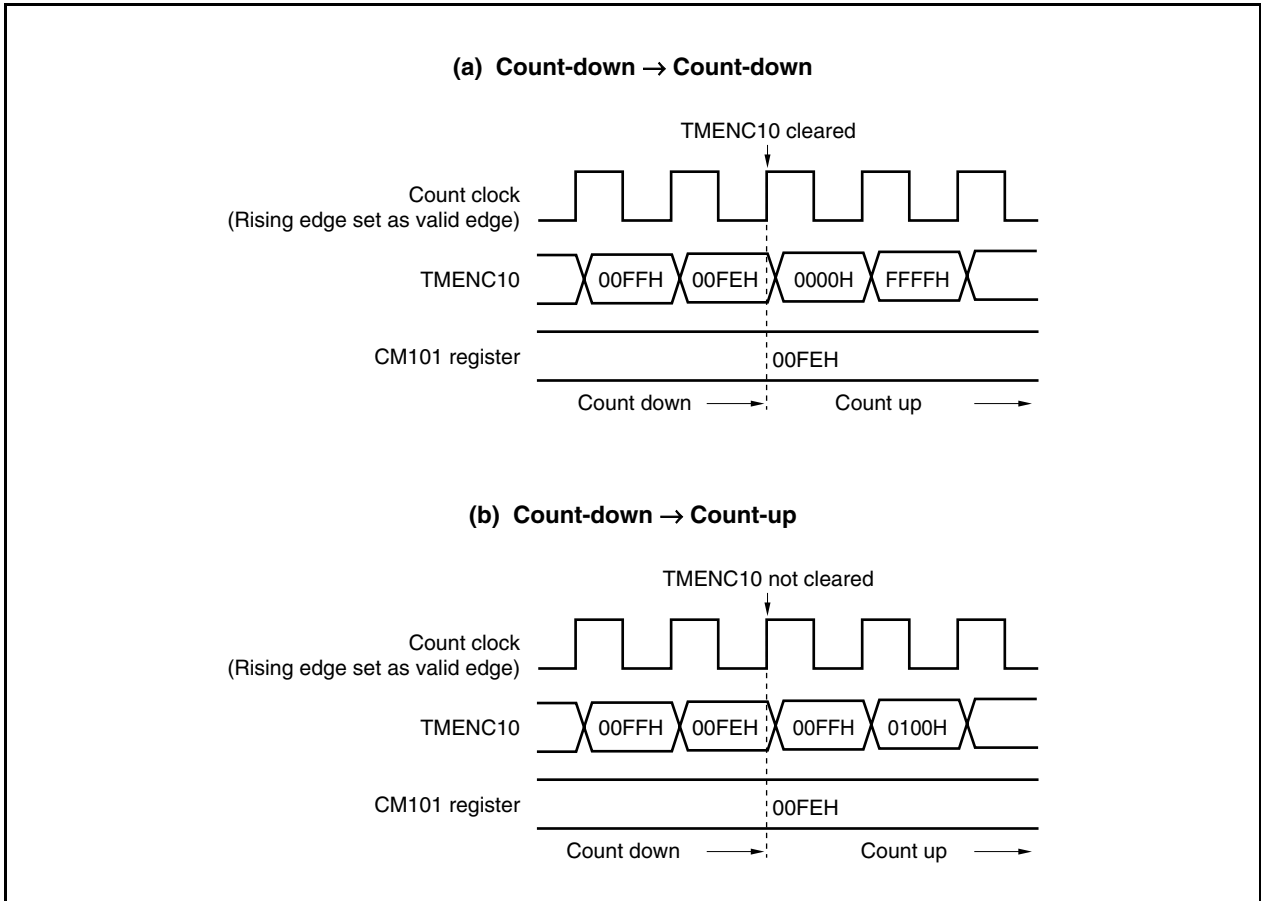 (a) Count-down → Count-down
TMENC10 cleared
Count clock
(Rising edge set as valid edge)
TMENC10
00FFH 00FEH 0000H FFFFH
CM101 register
00FEH
Count down
Count up
(b) Count-down → Count-up
TMENC10 not cleared
Count clock
(Rising edge set as valid edge)
TMENC10
00FFH 00FEH 00FFH 0100H
CM101 register
00FEH
Count down
Count up